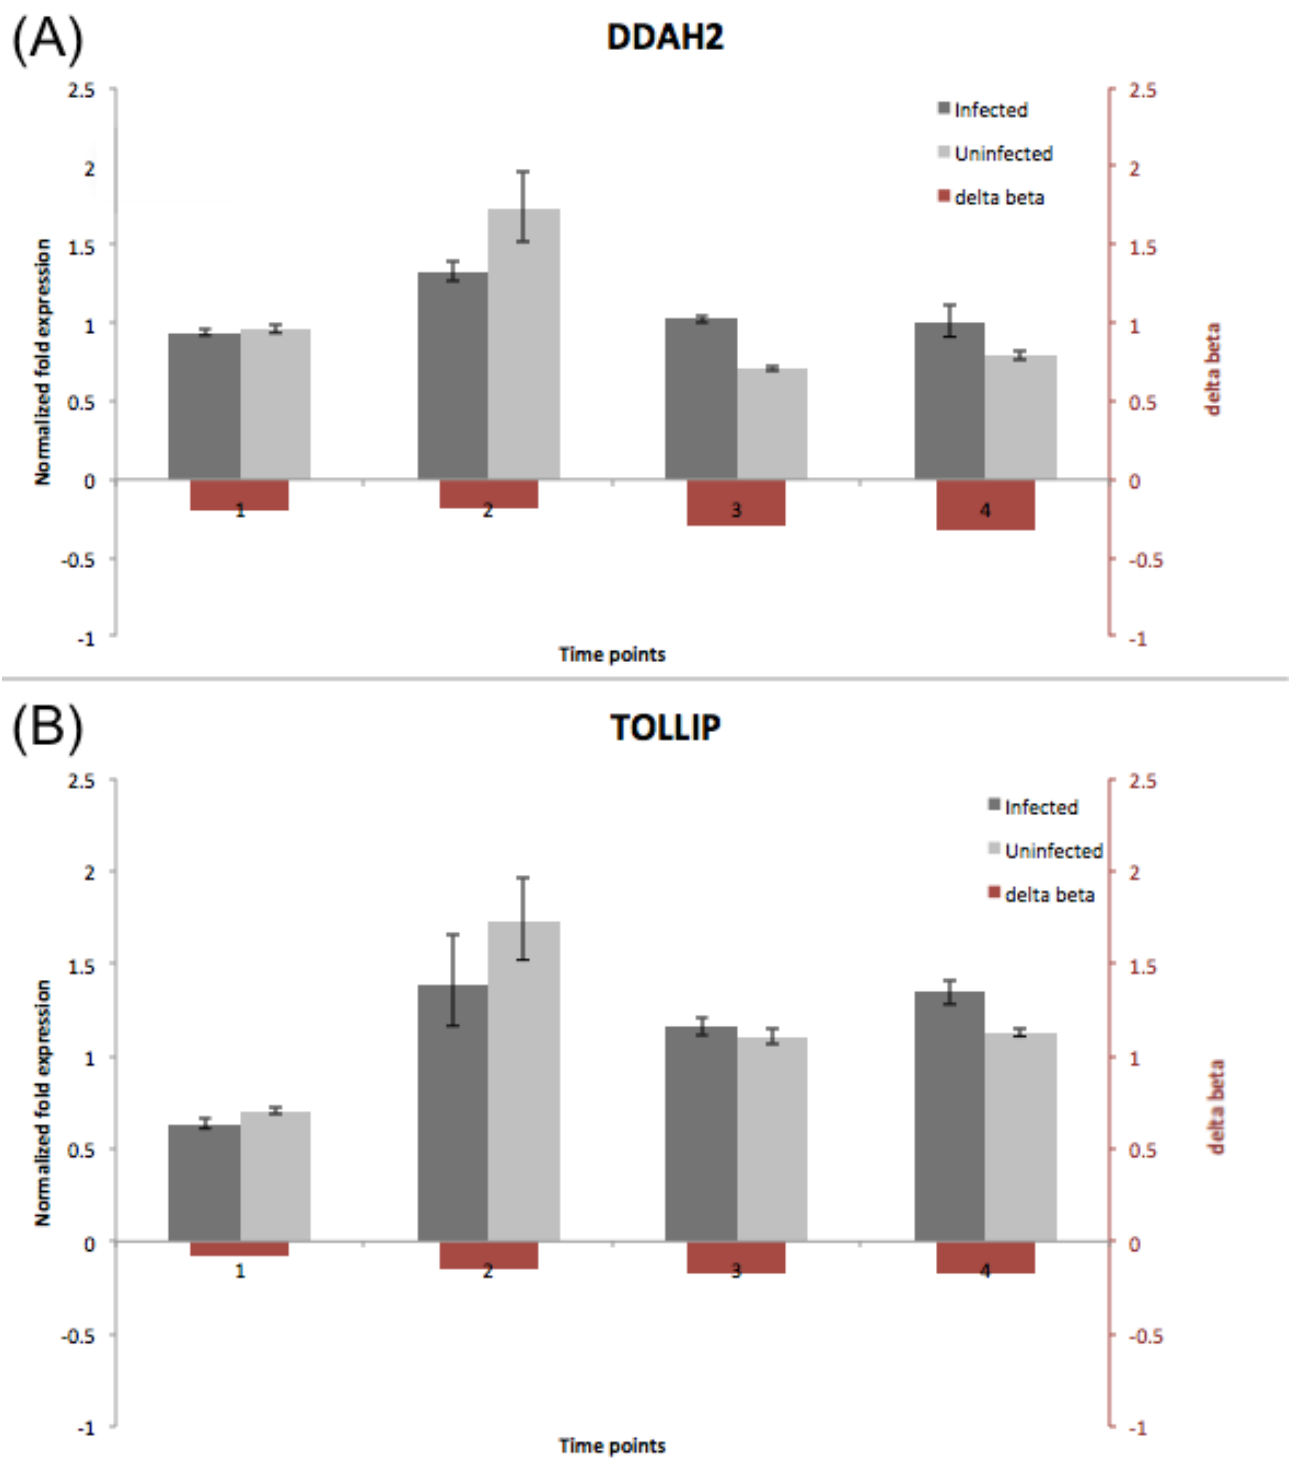 (A)
DDAH2
2.5
2
1.5
1
0.5
0
-0.5
-1
Normalized fold expression
Infected
Uninfected
delta beta
2.5
2
1.5
1
0.5
0
-0.5
-1
delta beta
1
2
3
4
Time points
(B)
TOLLIP
2.5
2
1.5
1
0.5
0
-0.5
-1
Normalized fold expression
Infected
Uninfected
delta beta
2.5
2
1.5
1
0.5
0
-0.5
-1
delta beta
1
2
3
4
Time points